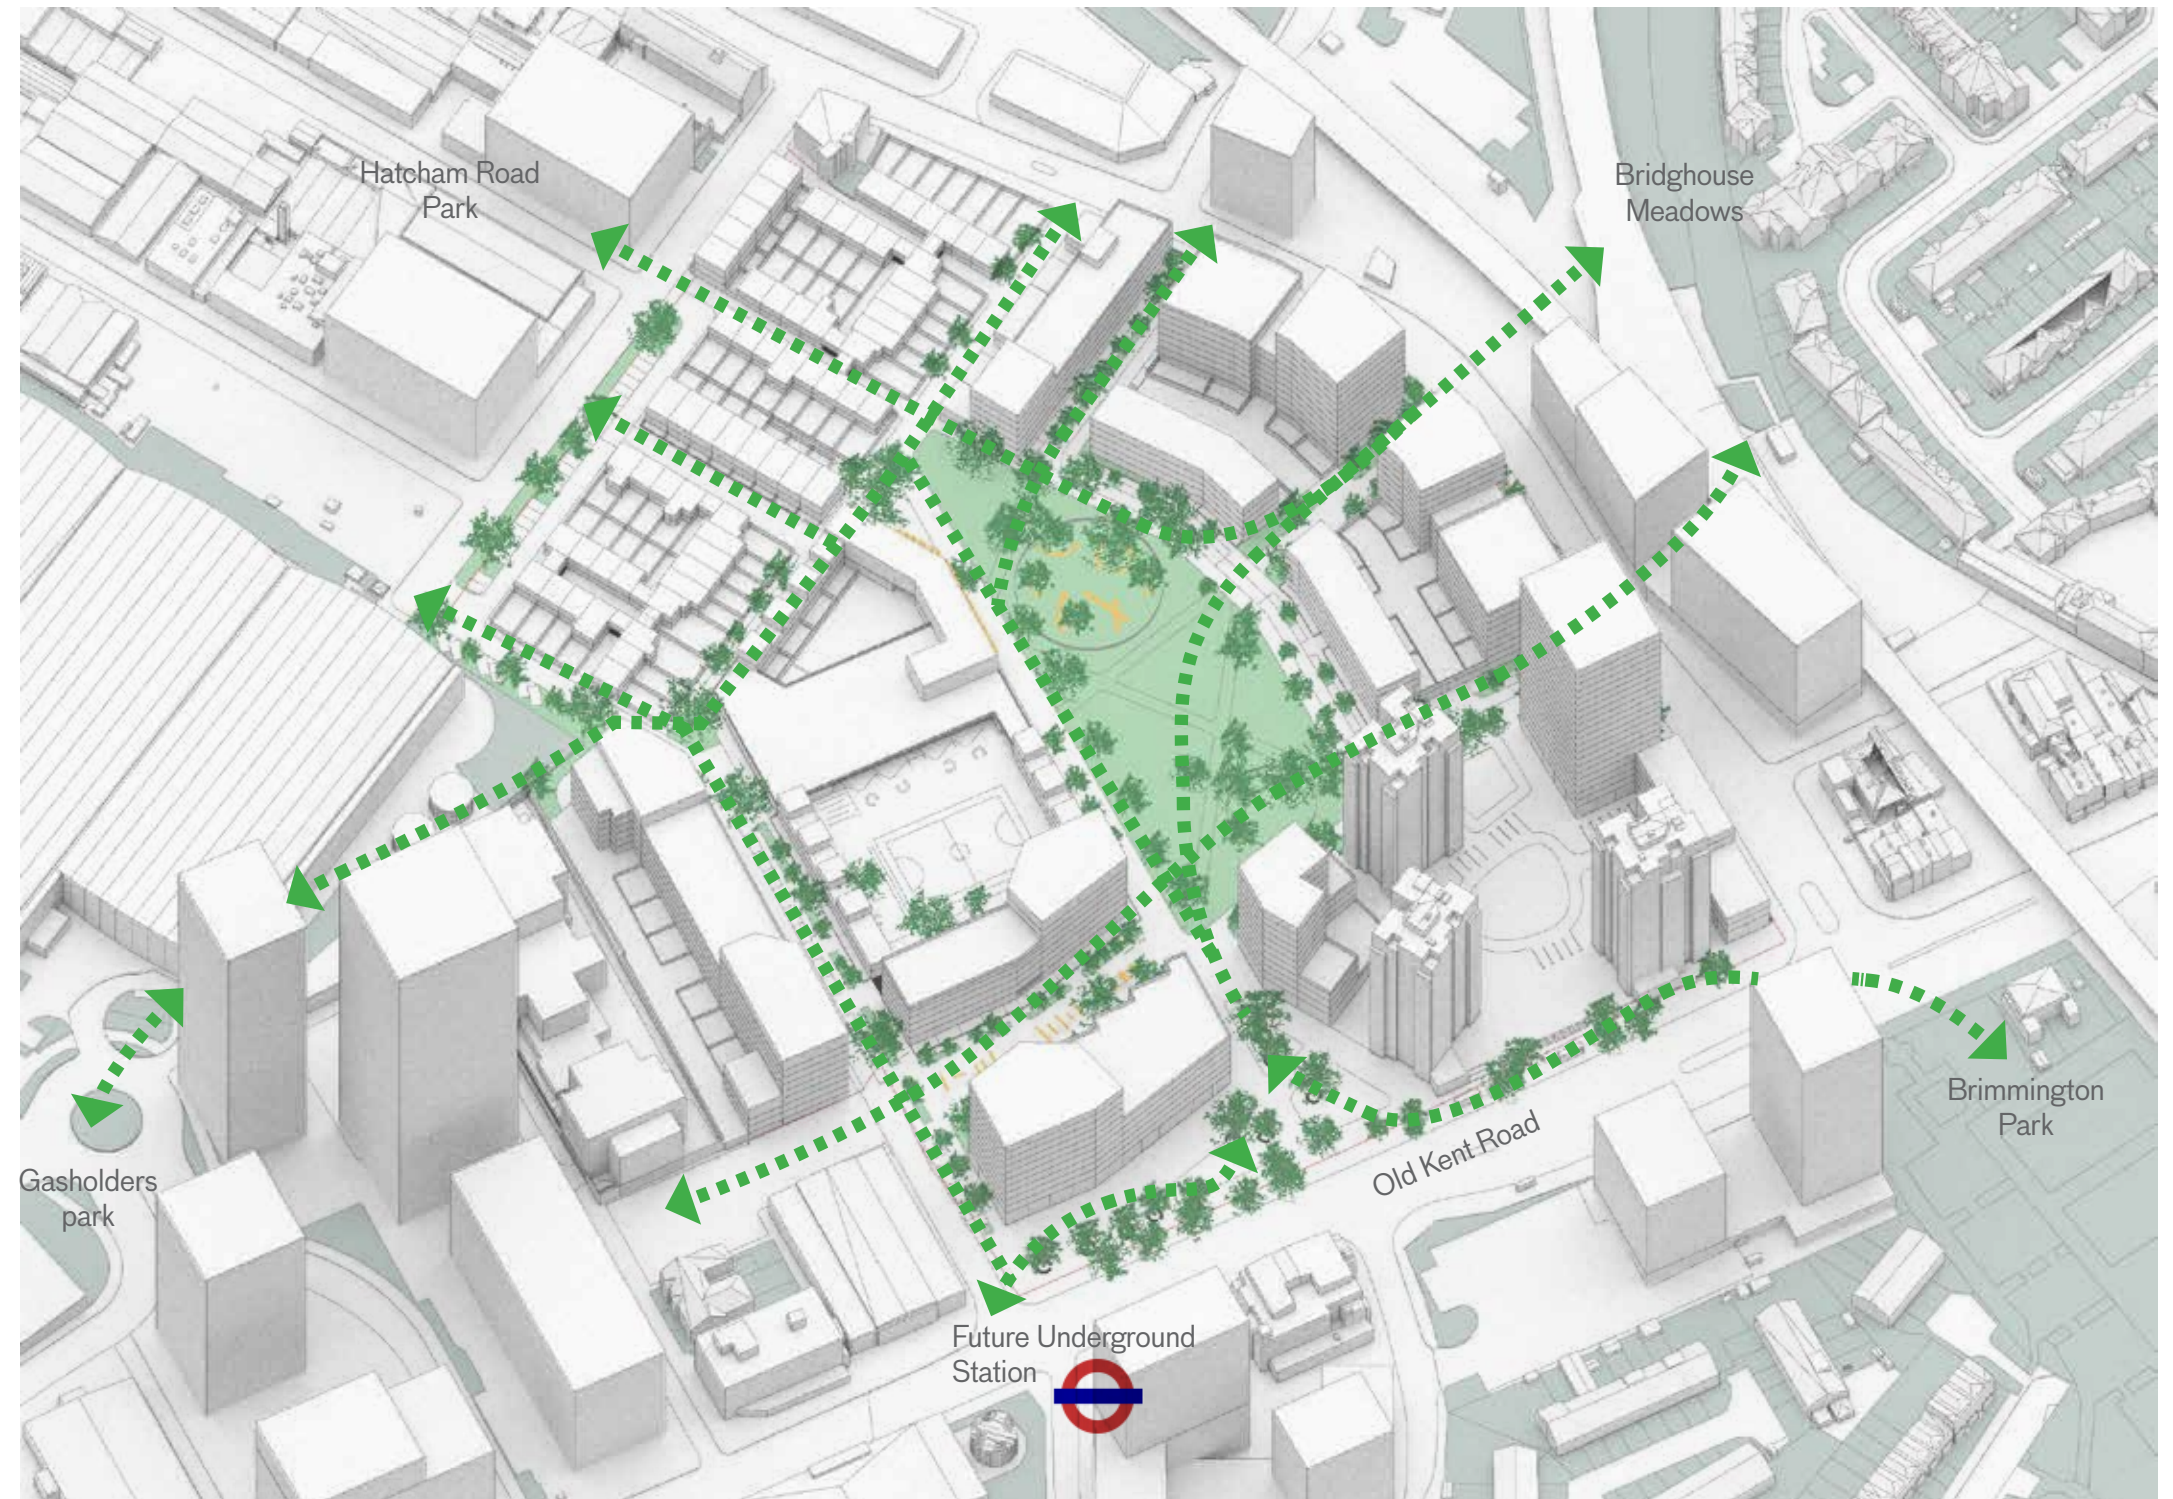 Hatcham Road
Park
Bridghouse
Meadows
Brimmington
Park
Old Kent Road
Gasholders
park
Future Underground
Station